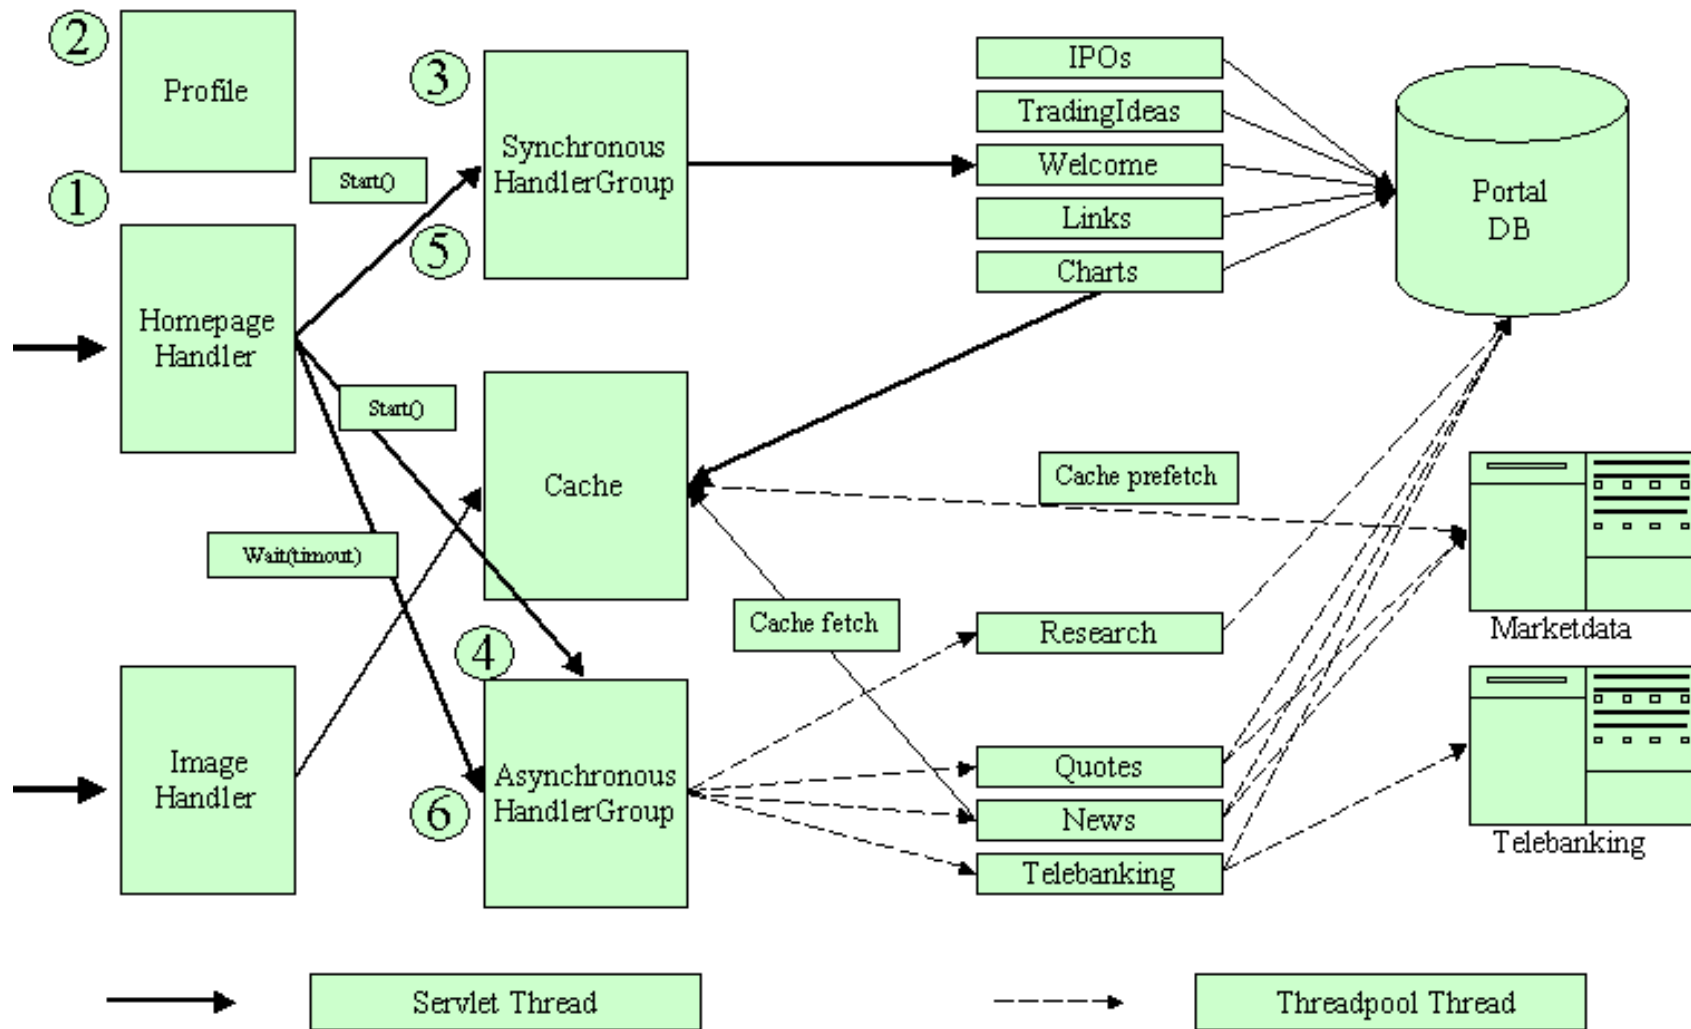 2
Profile
1
Homepage
Handler
Image
Handler
Start()
Start()
Wait(timout)
3
Synchronous
HandlerGroup
5
Cache
4
Asynchronous
HandlerGroup
6
IPOs
TradingIdeas
Welcome
Links
Charts
Portal
DB
Cache prefetch
Cache fetch
Research
Quotes
News
Telebanking
Marketdata
Telebanking
Servlet Thread
Threadpool Thread